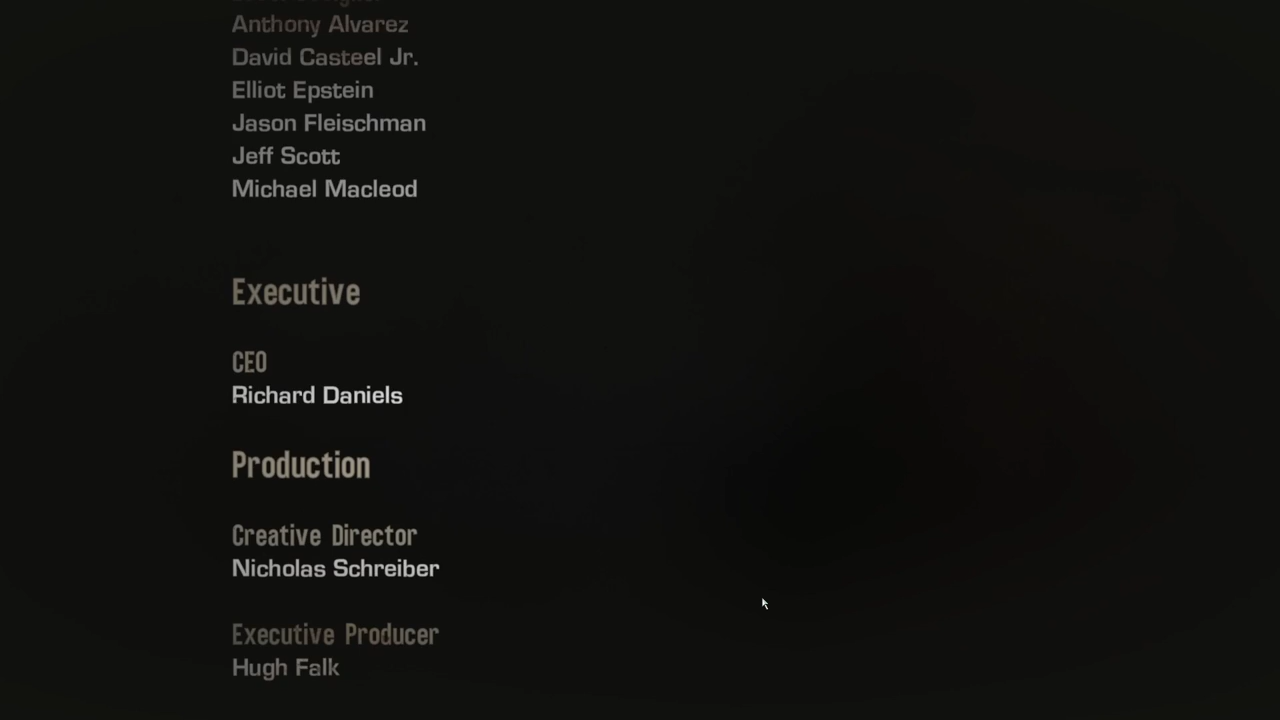 Anthony Alvarez
David Casteel Jr.
Elliot Epstein
Jason Fleischman
Jeff Scott
Michael Macleod
Executive
CEO
Richard Daniels
Production
Creative Director
Nicholas Schreiber
Executive Producer
Hugh Falk